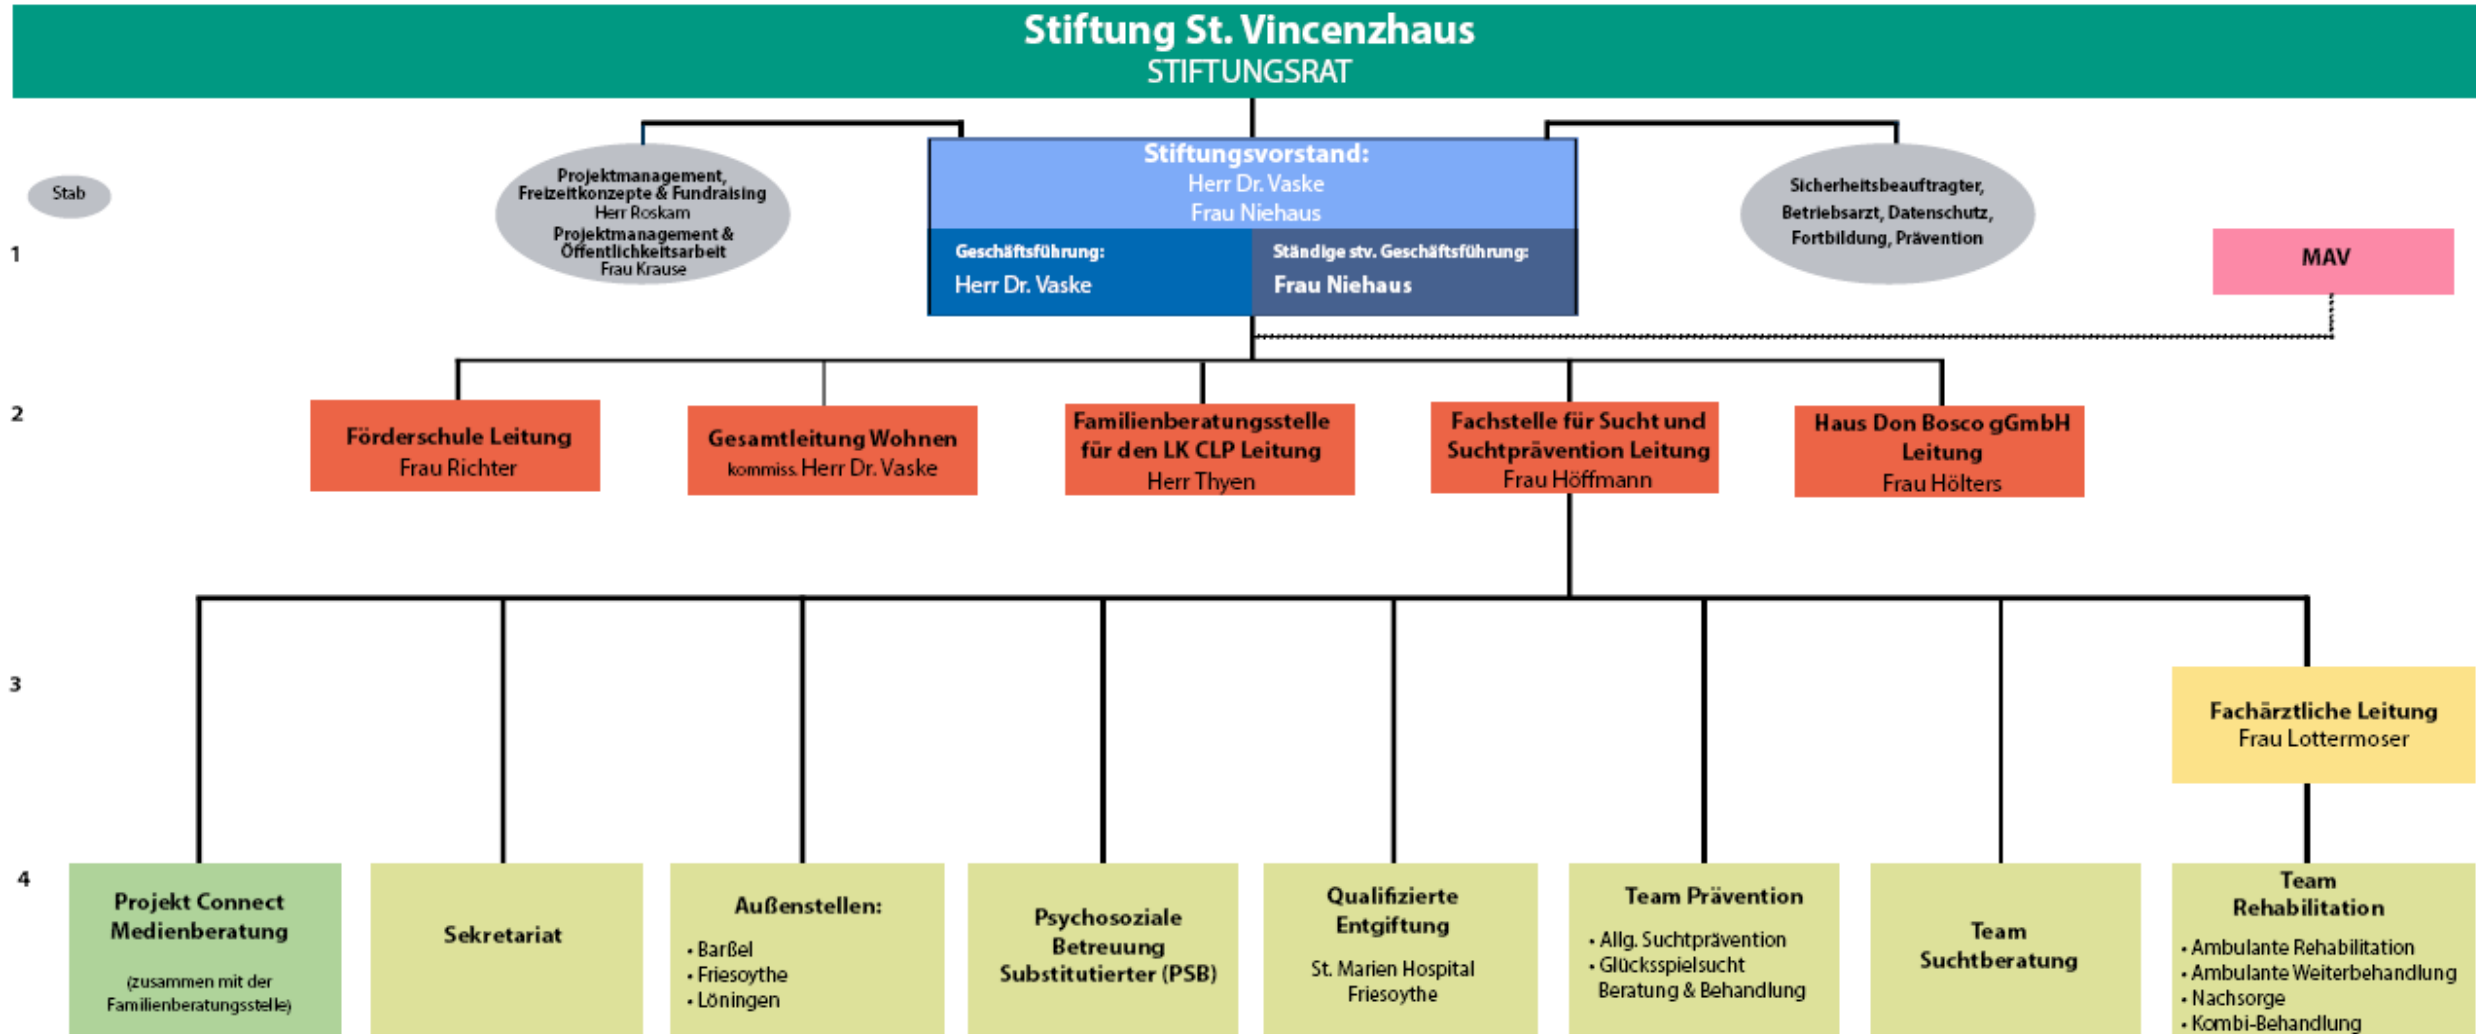 Stiftung St. Vincenzhaus
STIFTUNGSRAT
Stab
1
Projektmanagement,
Freizeitkonzepte & Fundraising
Herr Roskam
Projektmanagement &
Öffentlichkeitsarbeit
Frau Krause
Stiftungsvorstand:
Herr Dr. Vaske
Frau Niehaus
Geschäftsführung:
Herr Dr. Vaske
Ständige stv. Geschäftsführung:
Frau Niehaus
Sicherheitsbeauftragter,
Betriebsarzt, Datenschutz,
Fortbildung, Prävention
MAV
2
Förderschule Leitung
Frau Richter
Gesamtleitung Wohnen
kommiss. Herr Dr. Vaske
Familienberatungsstelle
für den LK CLP Leitung
Herr Thyen
Fachstelle für Sucht und
Suchtprävention Leitung
Frau Höffmann
Haus Don Bosco gGmbH
Leitung
Frau Hölters
3
Fachärztliche Leitung
Frau Lottermoser
4
Projekt Connect
Medienberatung
(zusammen mit der
Familienberatungsstelle)
Sekretariat
Außenstellen:
• Barßel
• Friesoythe
• Löningen
Psychosoziale
Betreuung
Substitutierter (PSB)
Qualifizierte
Entgiftung
St. Marien Hospital
Friesoythe
Team Prävention
• Allg. Suchtprävention
• Glücksspielsucht
Beratung & Behandlung
Team
Suchtberatung
Team
Rehabilitation
• Ambulante Rehabilitation
• Ambulante Weiterbehandlung
• Nachsorge
• Kombi-Behandlung